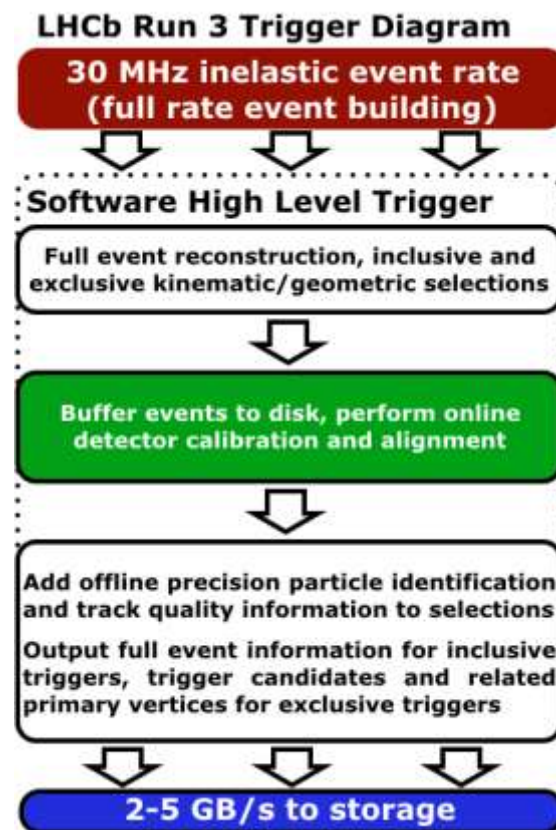 LHCb Run 3 Trigger Diagram
30 MHz inelastic event rate
(full rate event building)
Software High Level Trigger
Full event reconstruction, inclusive and
exclusive kinematic/geometric selections
Buffer events to disk, perform online
detector calibration and alignment
Add offline precision particle identification
and track quality information to selections
Output full event information for inclusive
triggers, trigger candidates and related
primary vertices for exclusive triggers
2-5 GB/s to storage